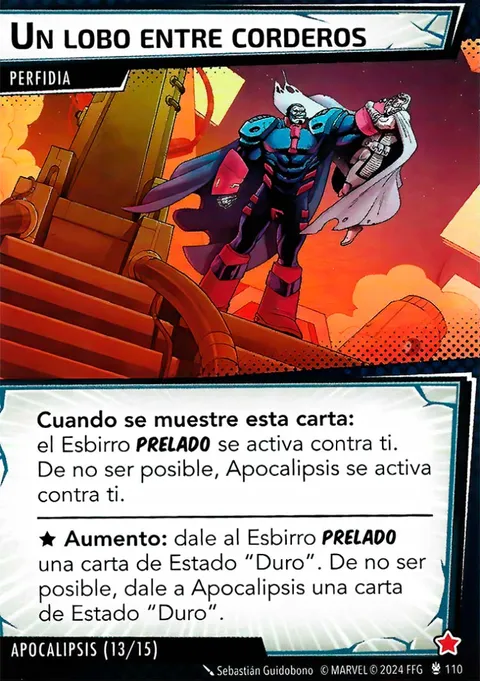 Un lobo entre corderos
PERFIDIA
Cuando se muestre esta carta:
el Esbirro PRELADO se activa contra ti.
De no ser posible, Apocalipsis se activa
contra ti.
★ Aumento: dale al Esbirro PRELADO
una carta de Estado “Duro”. De no ser
posible, dale a Apocalipsis una carta
de Estado “Duro”.
APOCALIPSIS (13/15)
Sebastián Guidobono © MARVEL © 2024 FFG 110